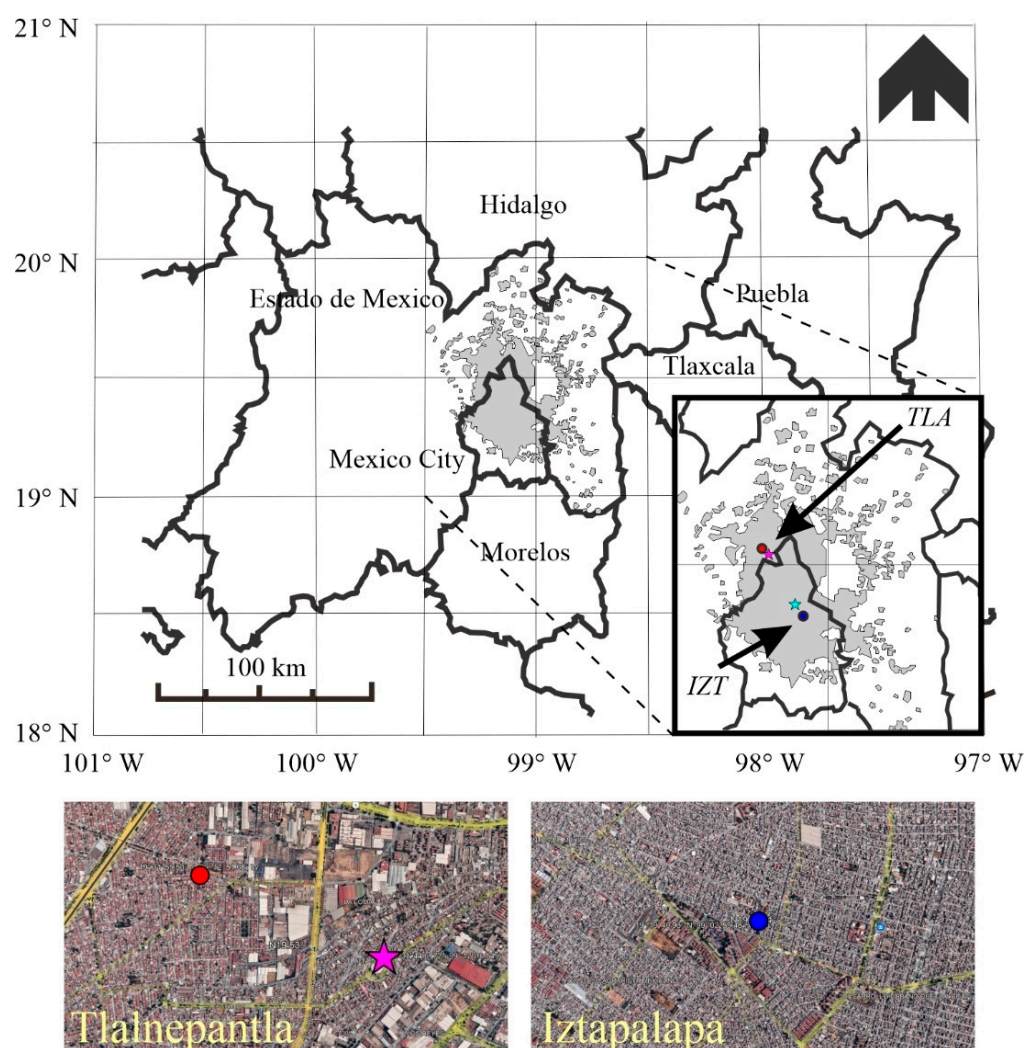 21° N
Hidalgo
20° N
Estado de Mexico
Puebla
Tlaxcala
TLA
Mexico City
19° N
Morelos
100 km
IZT
18° N
101° W
100° W
99° W
98° W
97° W
Tlalnepantla
Iztapalapa